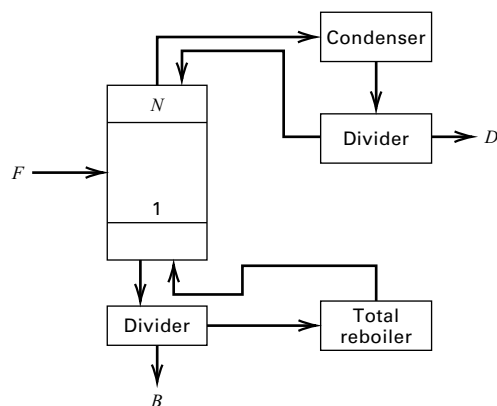 Condenser
N
Divider
D
F
1
Divider
Total
reboiler
B